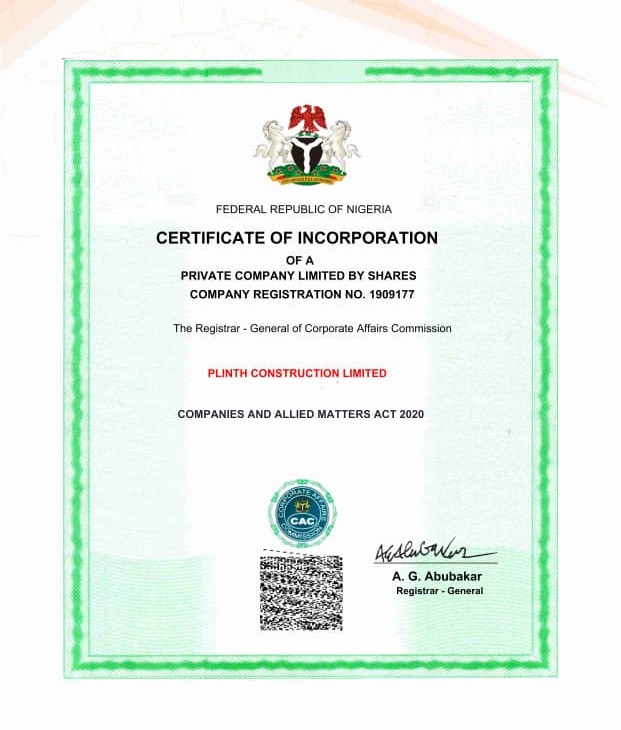 FEDERAL REPUBLIC OF NIGERIA
CERTIFICATE OF INCORPORATION
OF A
PRIVATE COMPANY LIMITED BY SHARES
COMPANY REGISTRATION NO. 1909177
The Registrar - General of Corporate Affairs Commission
PLINTH CONSTRUCTION LIMITED
COMPANIES AND ALLIED MATTERS ACT 2020
CORPORATE AFFAIRS
CAC
COMMISSION
A. G. Abubakar
Registrar - General